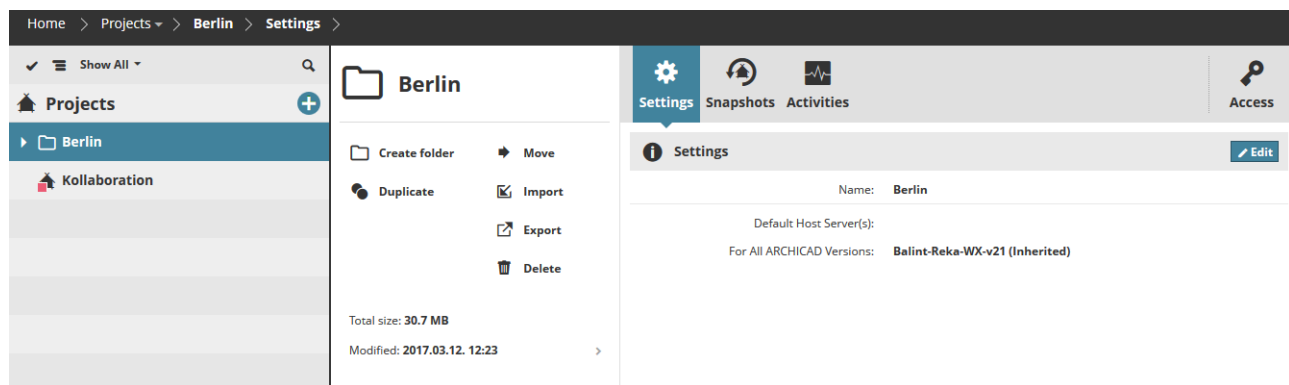 Home > Projects > Berlin > Settings >
Show All
Projects
Berlin
Kollaboration
Berlin
Create folder
Move
Duplicate
Import
Export
Delete
Total size: 30.7 MB
Modified: 2017.03.12. 12:23 >
Settings
Snapshots
Activities
Access
Settings
Edit
Name: Berlin
Default Host Server(s):
For All ARCHICAD Versions: Balint-Reka-WX-v21 (Inherited)